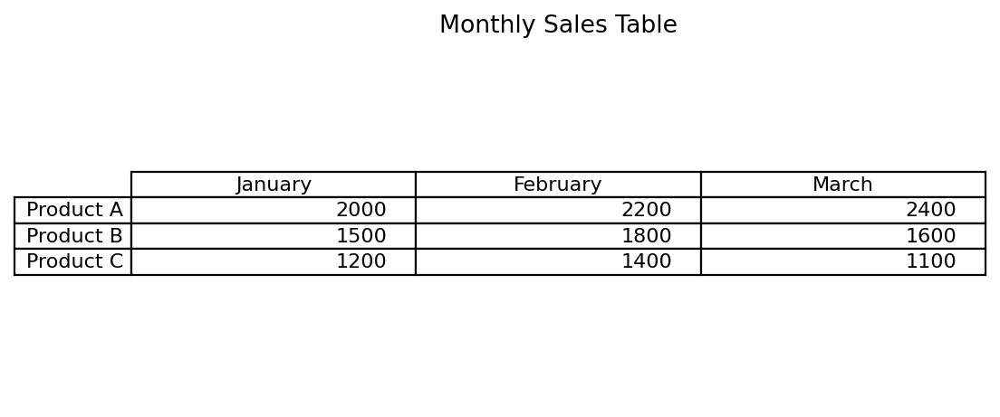 Monthly Sales Table
January February March
Product A 2000 2200 2400
Product B 1500 1800 1600
Product C 1200 1400 1100